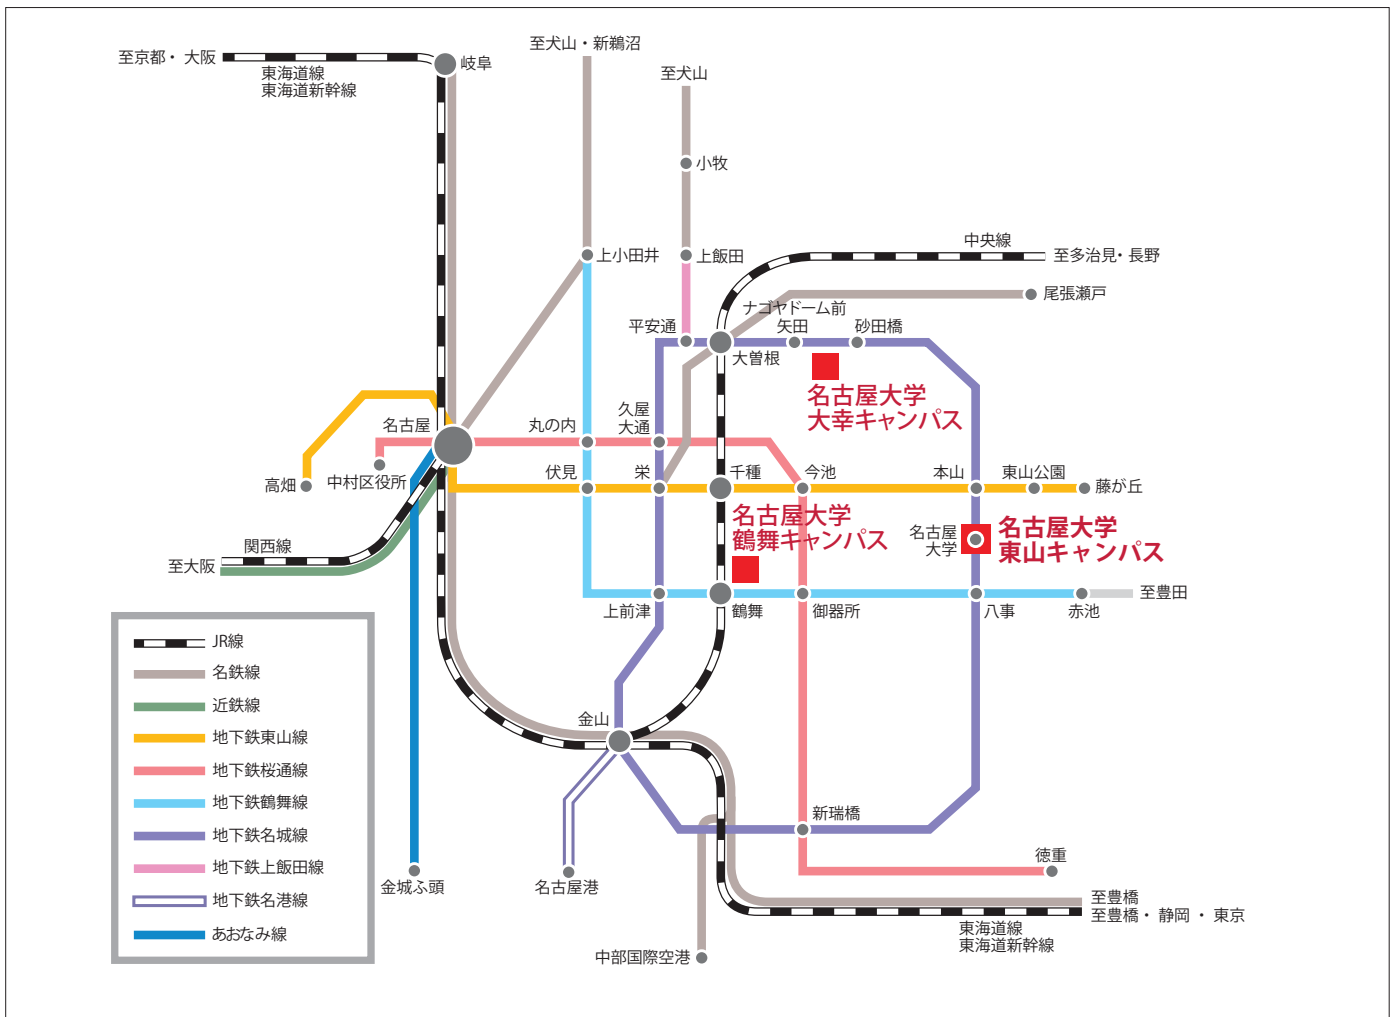 至京都・大阪
東海道線
東海道新幹線
岐阜
至犬山・新鵜沼
至犬山
小牧
上小田井
上飯田
中央線
至多治見・長野
尾張瀬戸
ナゴヤドーム前
矢田
砂田橋
平安通
大曽根
名古屋大学
大幸キャンパス
名古屋
丸の内
久屋
大通
高畑
中村区役所
伏見
栄
千種
今池
本山
東山公園
藤が丘
名古屋大学
鶴舞キャンパス
名古屋
大学
名古屋大学
東山キャンパス
関西線
至大阪
上前津
鶴舞
御器所
八事
赤池
至豊田
JR線
名鉄線
近鉄線
地下鉄東山線
地下鉄桜通線
地下鉄鶴舞線
地下鉄名城線
地下鉄上飯田線
地下鉄名港線
あおなみ線
金山
新瑞橋
徳重
金城ふ頭
名古屋港
中部国際空港
至豊橋
至豊橋・静岡・東京
東海道線
東海道新幹線